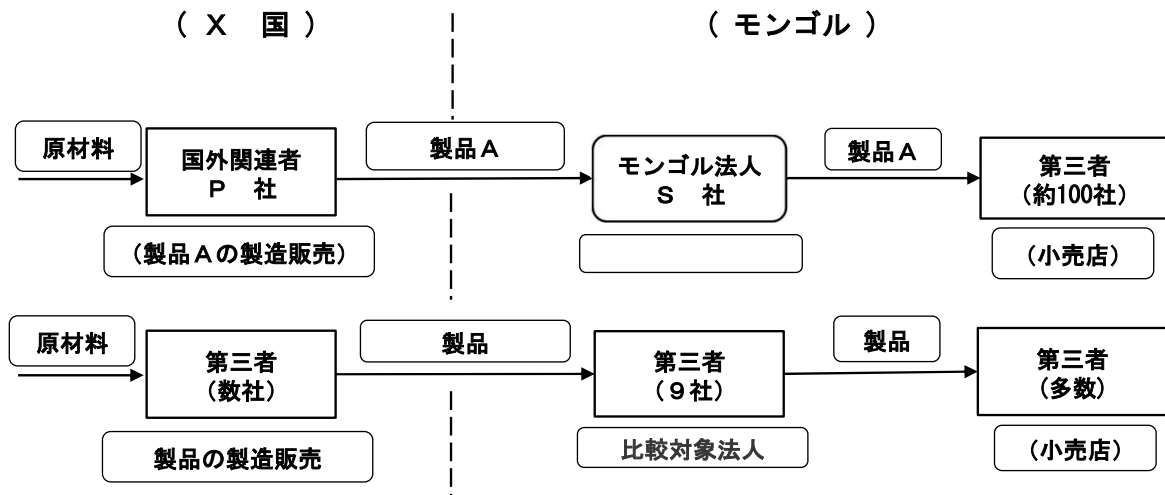 （ Ｘ 国 ）
（ モンゴル ）
原材料
国外関連者
Ｐ 社
製品Ａ
モンゴル法人
Ｓ 社
製品Ａ
第三者
（約100社）
（製品Ａの製造販売）
（小売店）
原材料
第三者
（数社）
製品
第三者
（９社）
製品
第三者
（多数）
製品の製造販売
比較対象法人
（小売店）